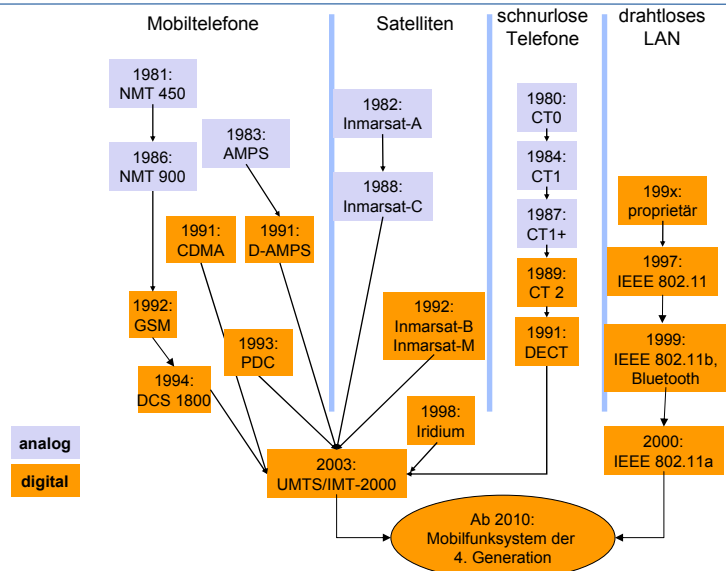 Mobiltelefone
Satelliten
schnurlose
Telefone
drahtloses
LAN
1981:
NMT 450
1986:
NMT 900
1983:
AMPS
1991:
CDMA
1991:
D-AMPS
1992:
GSM
1993:
PDC
1994:
DCS 1800
1982:
Inmarsat-A
1988:
Inmarsat-C
1992:
Inmarsat-B
Inmarsat-M
1998:
Iridium
1980:
CT0
1984:
CT1
1987:
CT1+
1989:
CT 2
1991:
DECT
199x:
proprietär
1997:
IEEE 802.11
1999:
IEEE 802.11b,
Bluetooth
2000:
IEEE 802.11a
analog
digital
2003:
UMTS/IMT-2000
Ab 2010:
Mobilfunksystem der
4. Generation